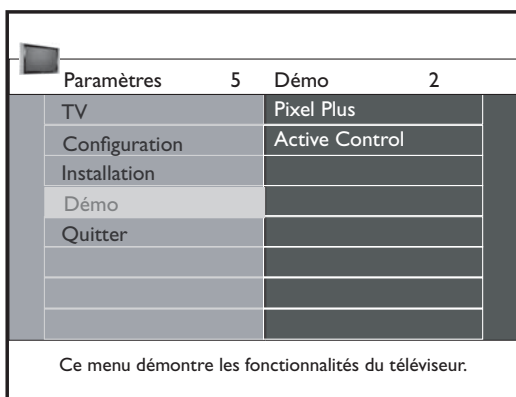 Paramètres 5 Démo 2
TV Pixel Plus
Configuration Active Control
Installation
Démo
Quitter
Ce menu démontre les fonctionnalités du téléviseur.